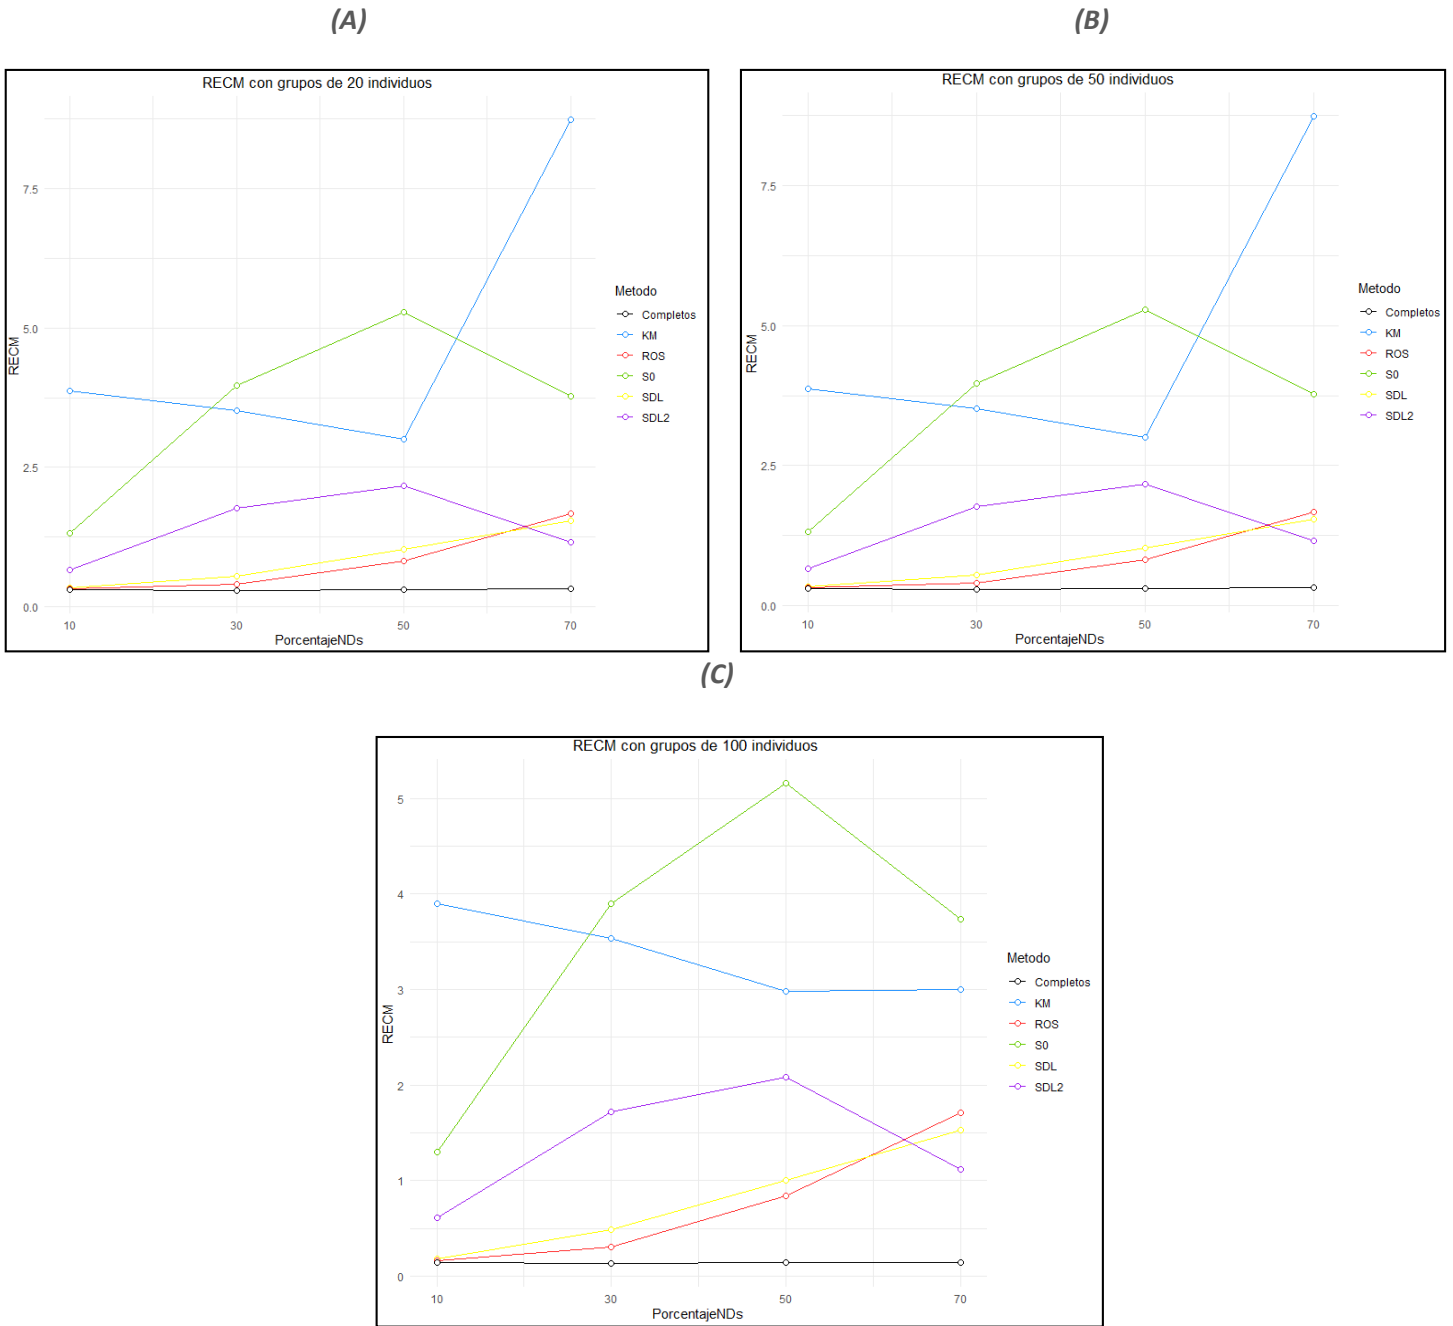 (A)
RECM con grupos de 20 individuos
RECM
7.5
5.0
2.5
0.0
10
30
50
70
PorcentajeNDs
Metodo
Completos
KM
ROS
S0
SDL
SDL2
(B)
RECM con grupos de 50 individuos
RECM
7.5
5.0
2.5
0.0
10
30
50
70
PorcentajeNDs
Metodo
Completos
KM
ROS
S0
SDL
SDL2
(C)
RECM con grupos de 100 individuos
RECM
5
4
3
2
1
0
10
30
50
70
PorcentajeNDs
Metodo
Completos
KM
ROS
S0
SDL
SDL2